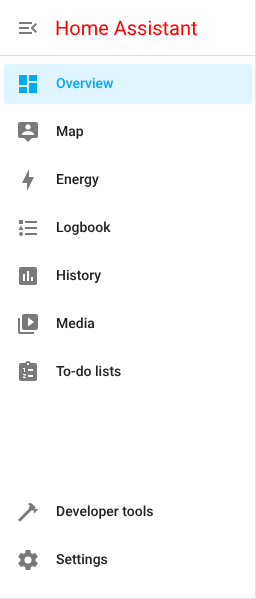 Home Assistant
Overview
Map
Energy
Logbook
History
Media
To-do lists
Developer tools
Settings